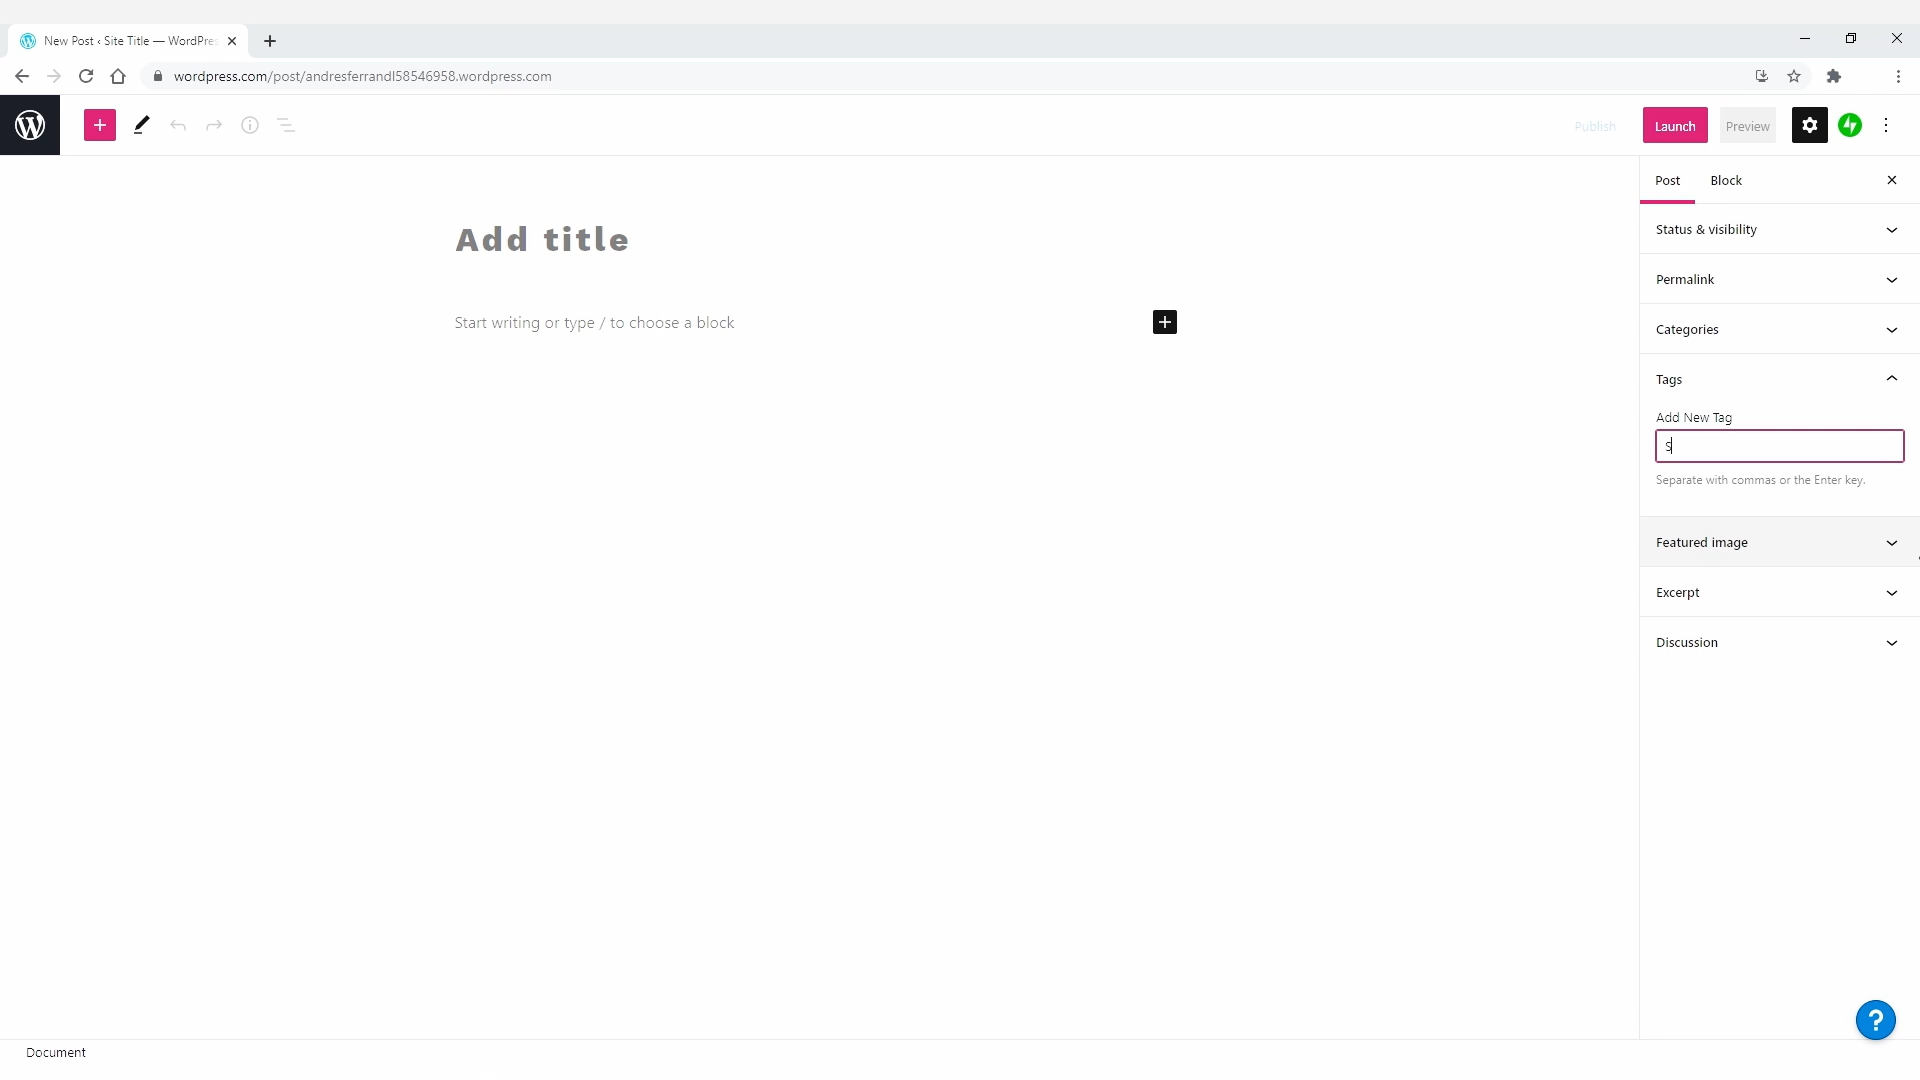 New Post ‹ Site Title — WordPres
wordpress.com/post/andresferrandl58546958.wordpress.com
Publish
Launch
Preview
Post
Block
Add title
Start writing or type / to choose a block
Status & visibility
Permalink
Categories
Tags
Add New Tag
S
Separate with commas or the Enter key.
Featured image
Excerpt
Discussion
?
Document